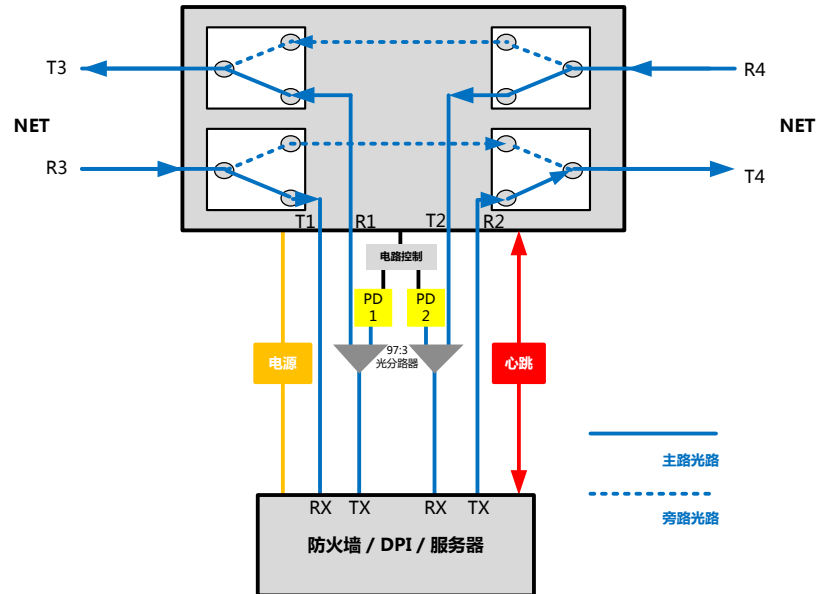 T3
R4
NET
NET
R3
T4
T1
R1
T2
R2
电路控制
PD
1
PD
2
97:3
光分路器
电源
心跳
主路光路
旁路光路
RX
TX
RX
TX
防火墙 / DPI / 服务器